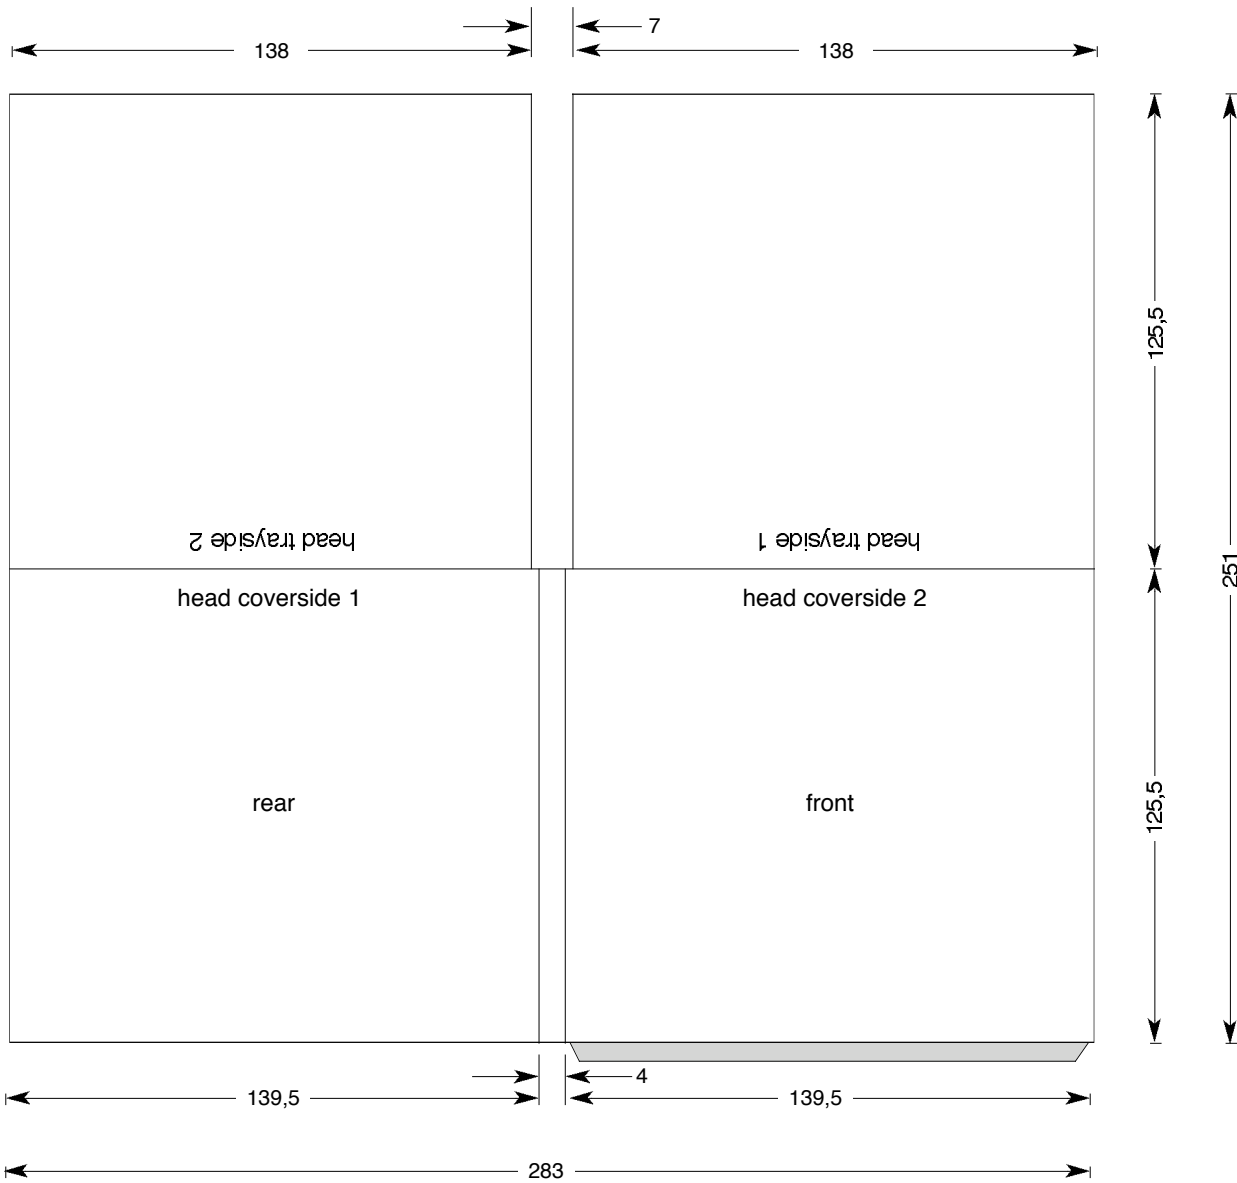 7
138
138
125,5
head trayside 2
head trayside 1
251
head coverside 1
head coverside 2
rear
front
125,5
4
139,5
139,5
283